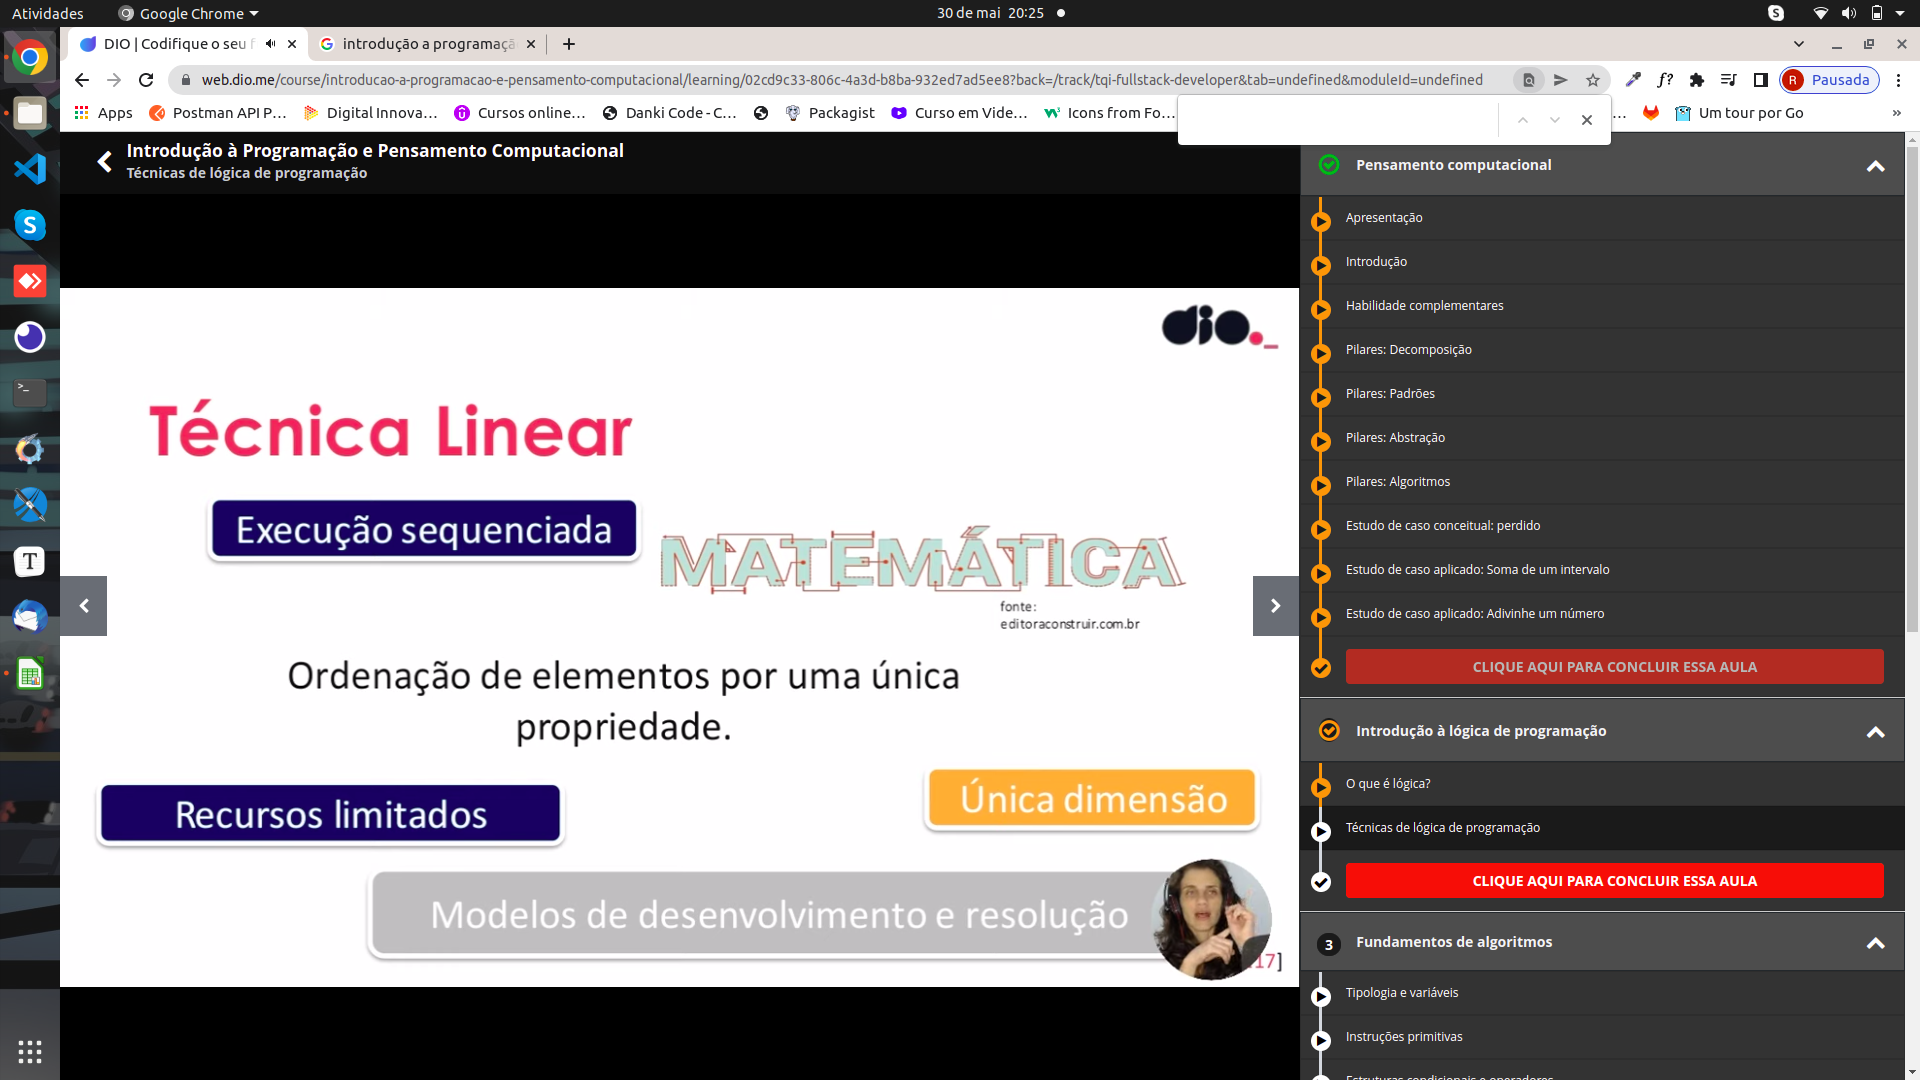 Atividades
Google Chrome
30 de mai 20:25
DIO | Codifique o seu f
introdução a programaçã
web.dio.me/course/introducao-a-programacao-e-pensamento-computacional/learning/02cd9c33-806c-4a3d-b8ba-932ed7ad5ee8?back=/track/tqi-fullstack-developer&tab=undefined&moduleId=undefined
f?
R
Pausada
Apps
Postman API P...
Digital Innova...
Cursos online...
Danki Code - C...
Packagist
Curso em Vide...
Icons from Fo...
...
Um tour por Go
»
Introdução à Programação e Pensamento Computacional
Técnicas de lógica de programação
dio._
Técnica Linear
Execução sequenciada
MATEMÁTICA
fonte:
editoraconstruir.com.br
Ordenação de elementos por uma única
propriedade.
Recursos limitados
Única dimensão
Modelos de desenvolvimento e resolução
17]
Pensamento computacional
Apresentação
Introdução
Habilidade complementares
Pilares: Decomposição
Pilares: Padrões
Pilares: Abstração
Pilares: Algoritmos
Estudo de caso conceitual: perdido
Estudo de caso aplicado: Soma de um intervalo
Estudo de caso aplicado: Adivinhe um número
CLIQUE AQUI PARA CONCLUIR ESSA AULA
Introdução à lógica de programação
O que é lógica?
Técnicas de lógica de programação
CLIQUE AQUI PARA CONCLUIR ESSA AULA
3
Fundamentos de algoritmos
Tipologia e variáveis
Instruções primitivas
Estruturas condicionais e operadores